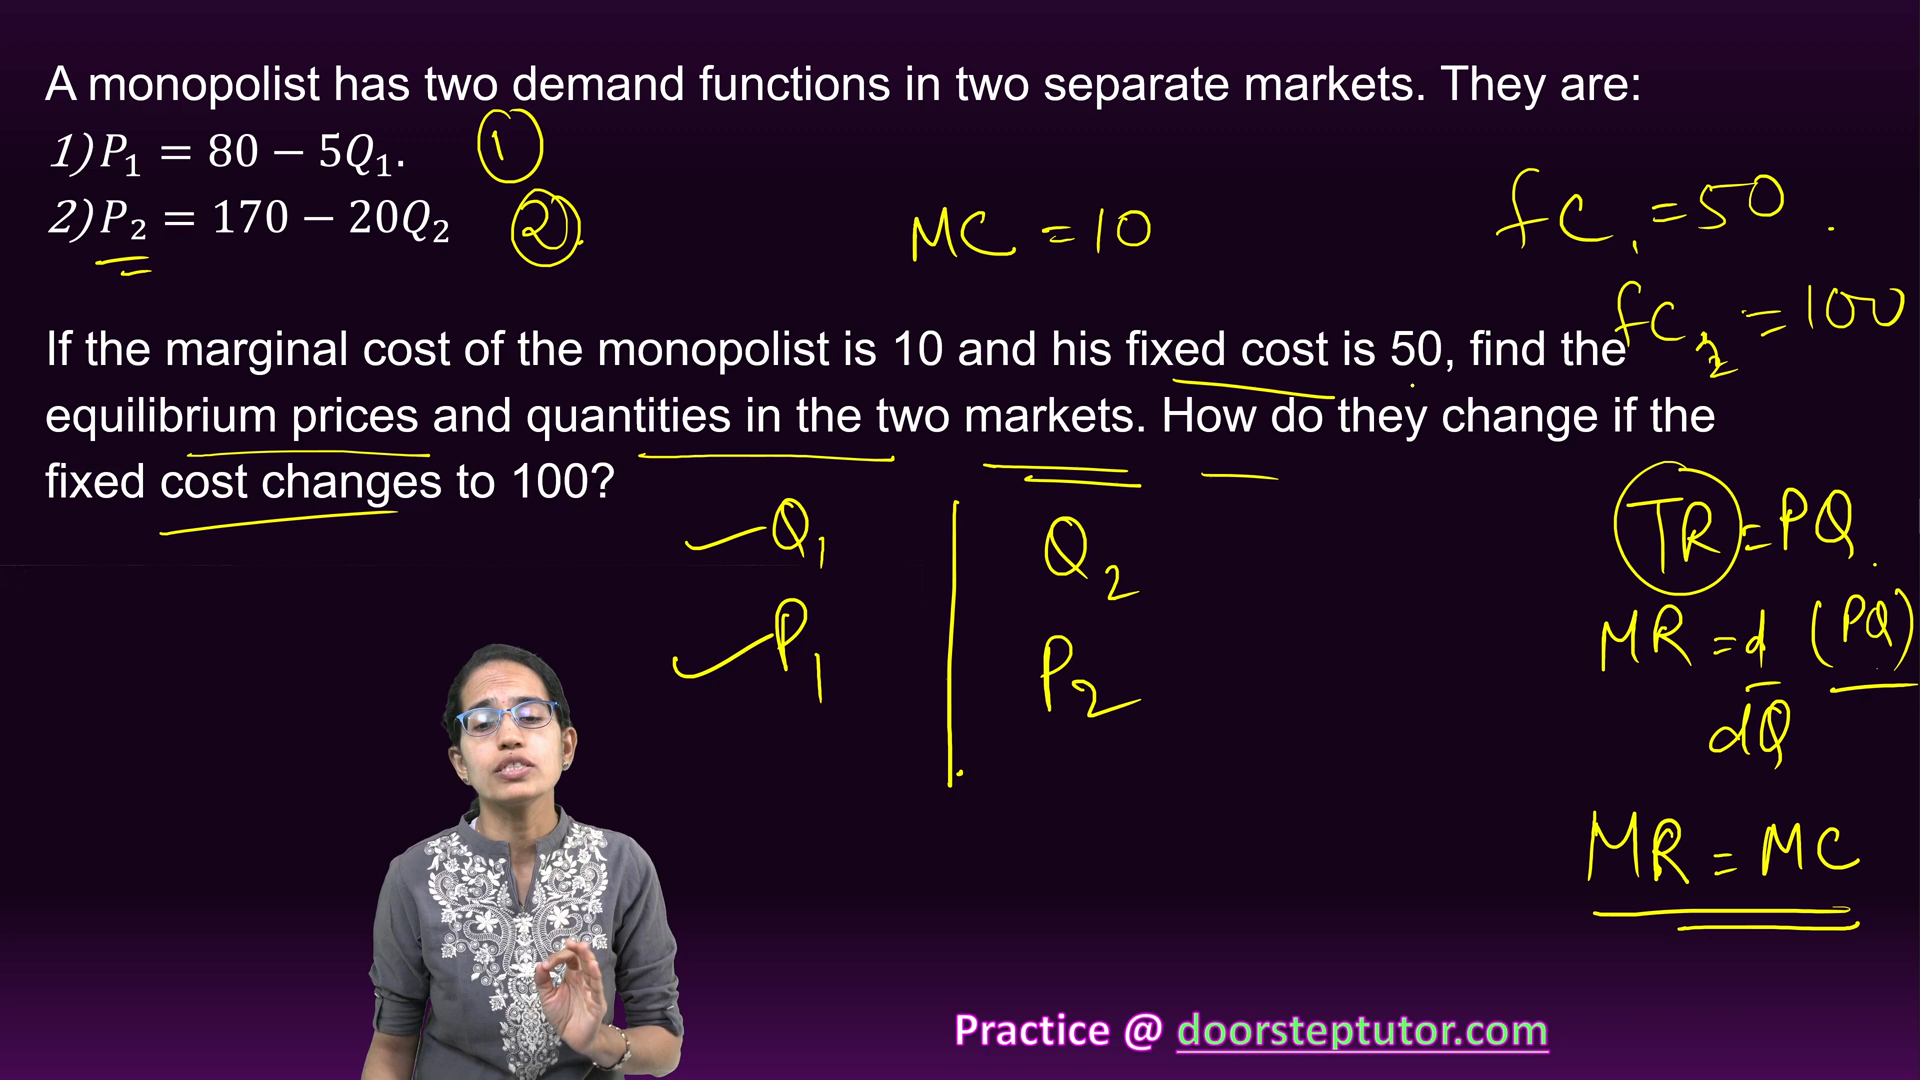 A monopolist has two demand functions in two separate markets. They are:
1) P₁ = 80 − 5Q₁. ①
2) P₂ = 170 − 20Q₂ ②
MC = 10
fC₁ = 50
fC₂ = 100
If the marginal cost of the monopolist is 10 and his fixed cost is 50, find the
equilibrium prices and quantities in the two markets. How do they change if the
fixed cost changes to 100?
Q₁ Q₂
P₁ P₂
TR = PQ
MR = d (PQ)
dQ
MR = MC
Practice @ doorsteptutor.com